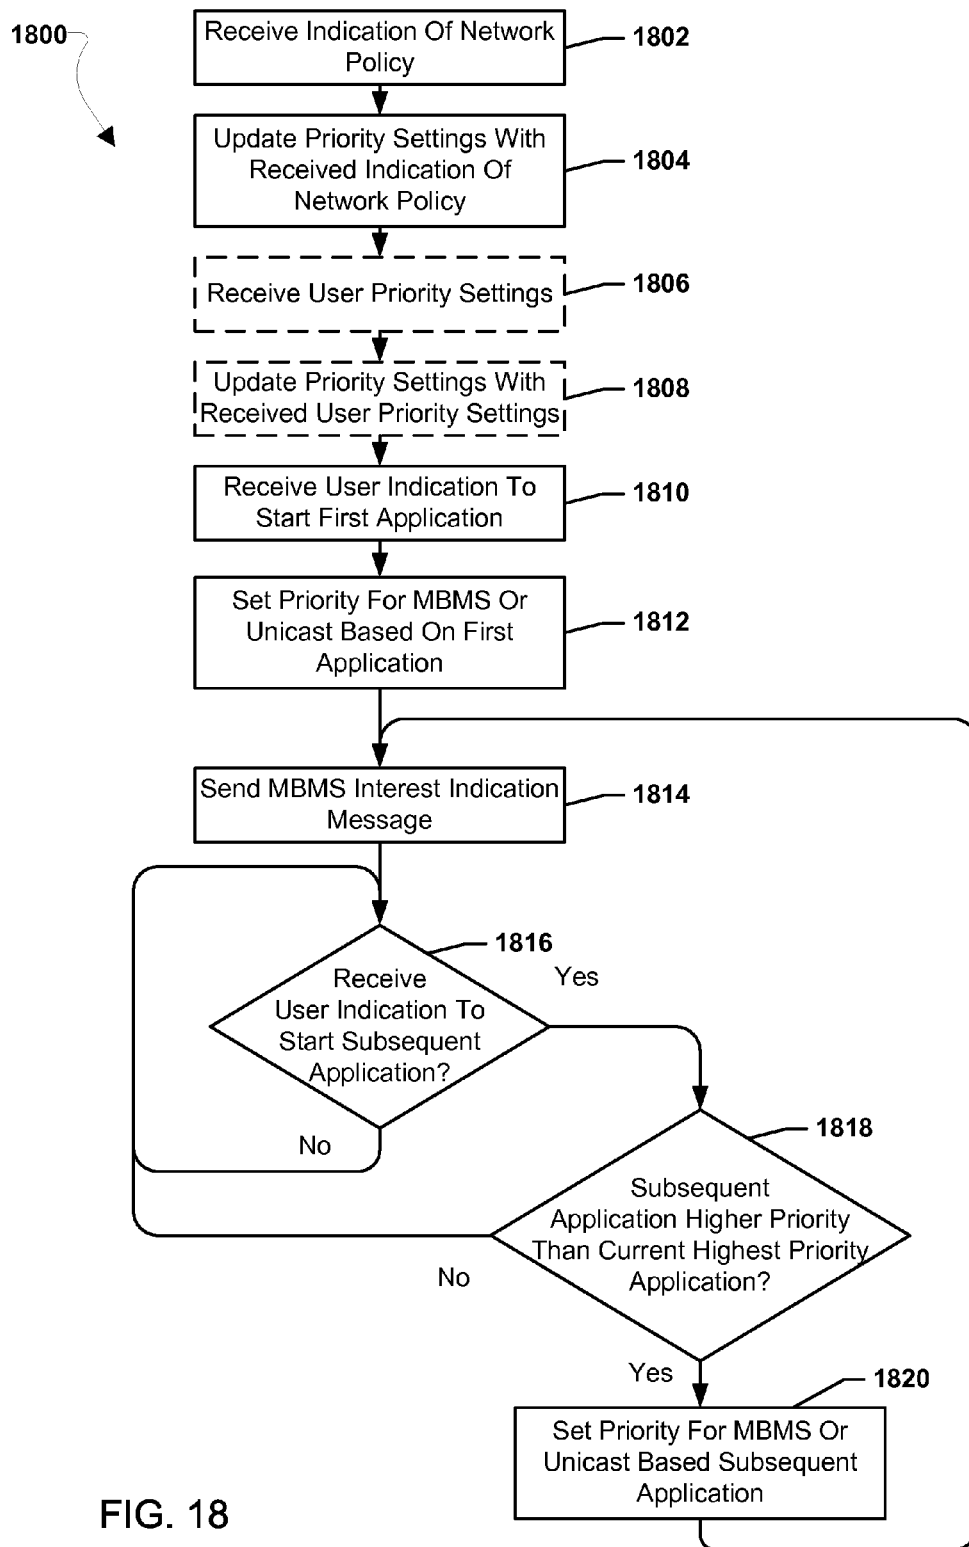 1800
Receive Indication Of Network
Policy
1802
Update Priority Settings With
Received Indication Of
Network Policy
1804
Receive User Priority Settings
1806
Update Priority Settings With
Received User Priority Settings
1808
Receive User Indication To
Start First Application
1810
Set Priority For MBMS Or
Unicast Based On First
Application
1812
Send MBMS Interest Indication
Message
1814
1816
Receive
User Indication To
Start Subsequent
Application?
Yes
No
1818
Subsequent
Application Higher Priority
Than Current Highest Priority
Application?
No
Yes
1820
Set Priority For MBMS Or
Unicast Based Subsequent
Application
FIG. 18